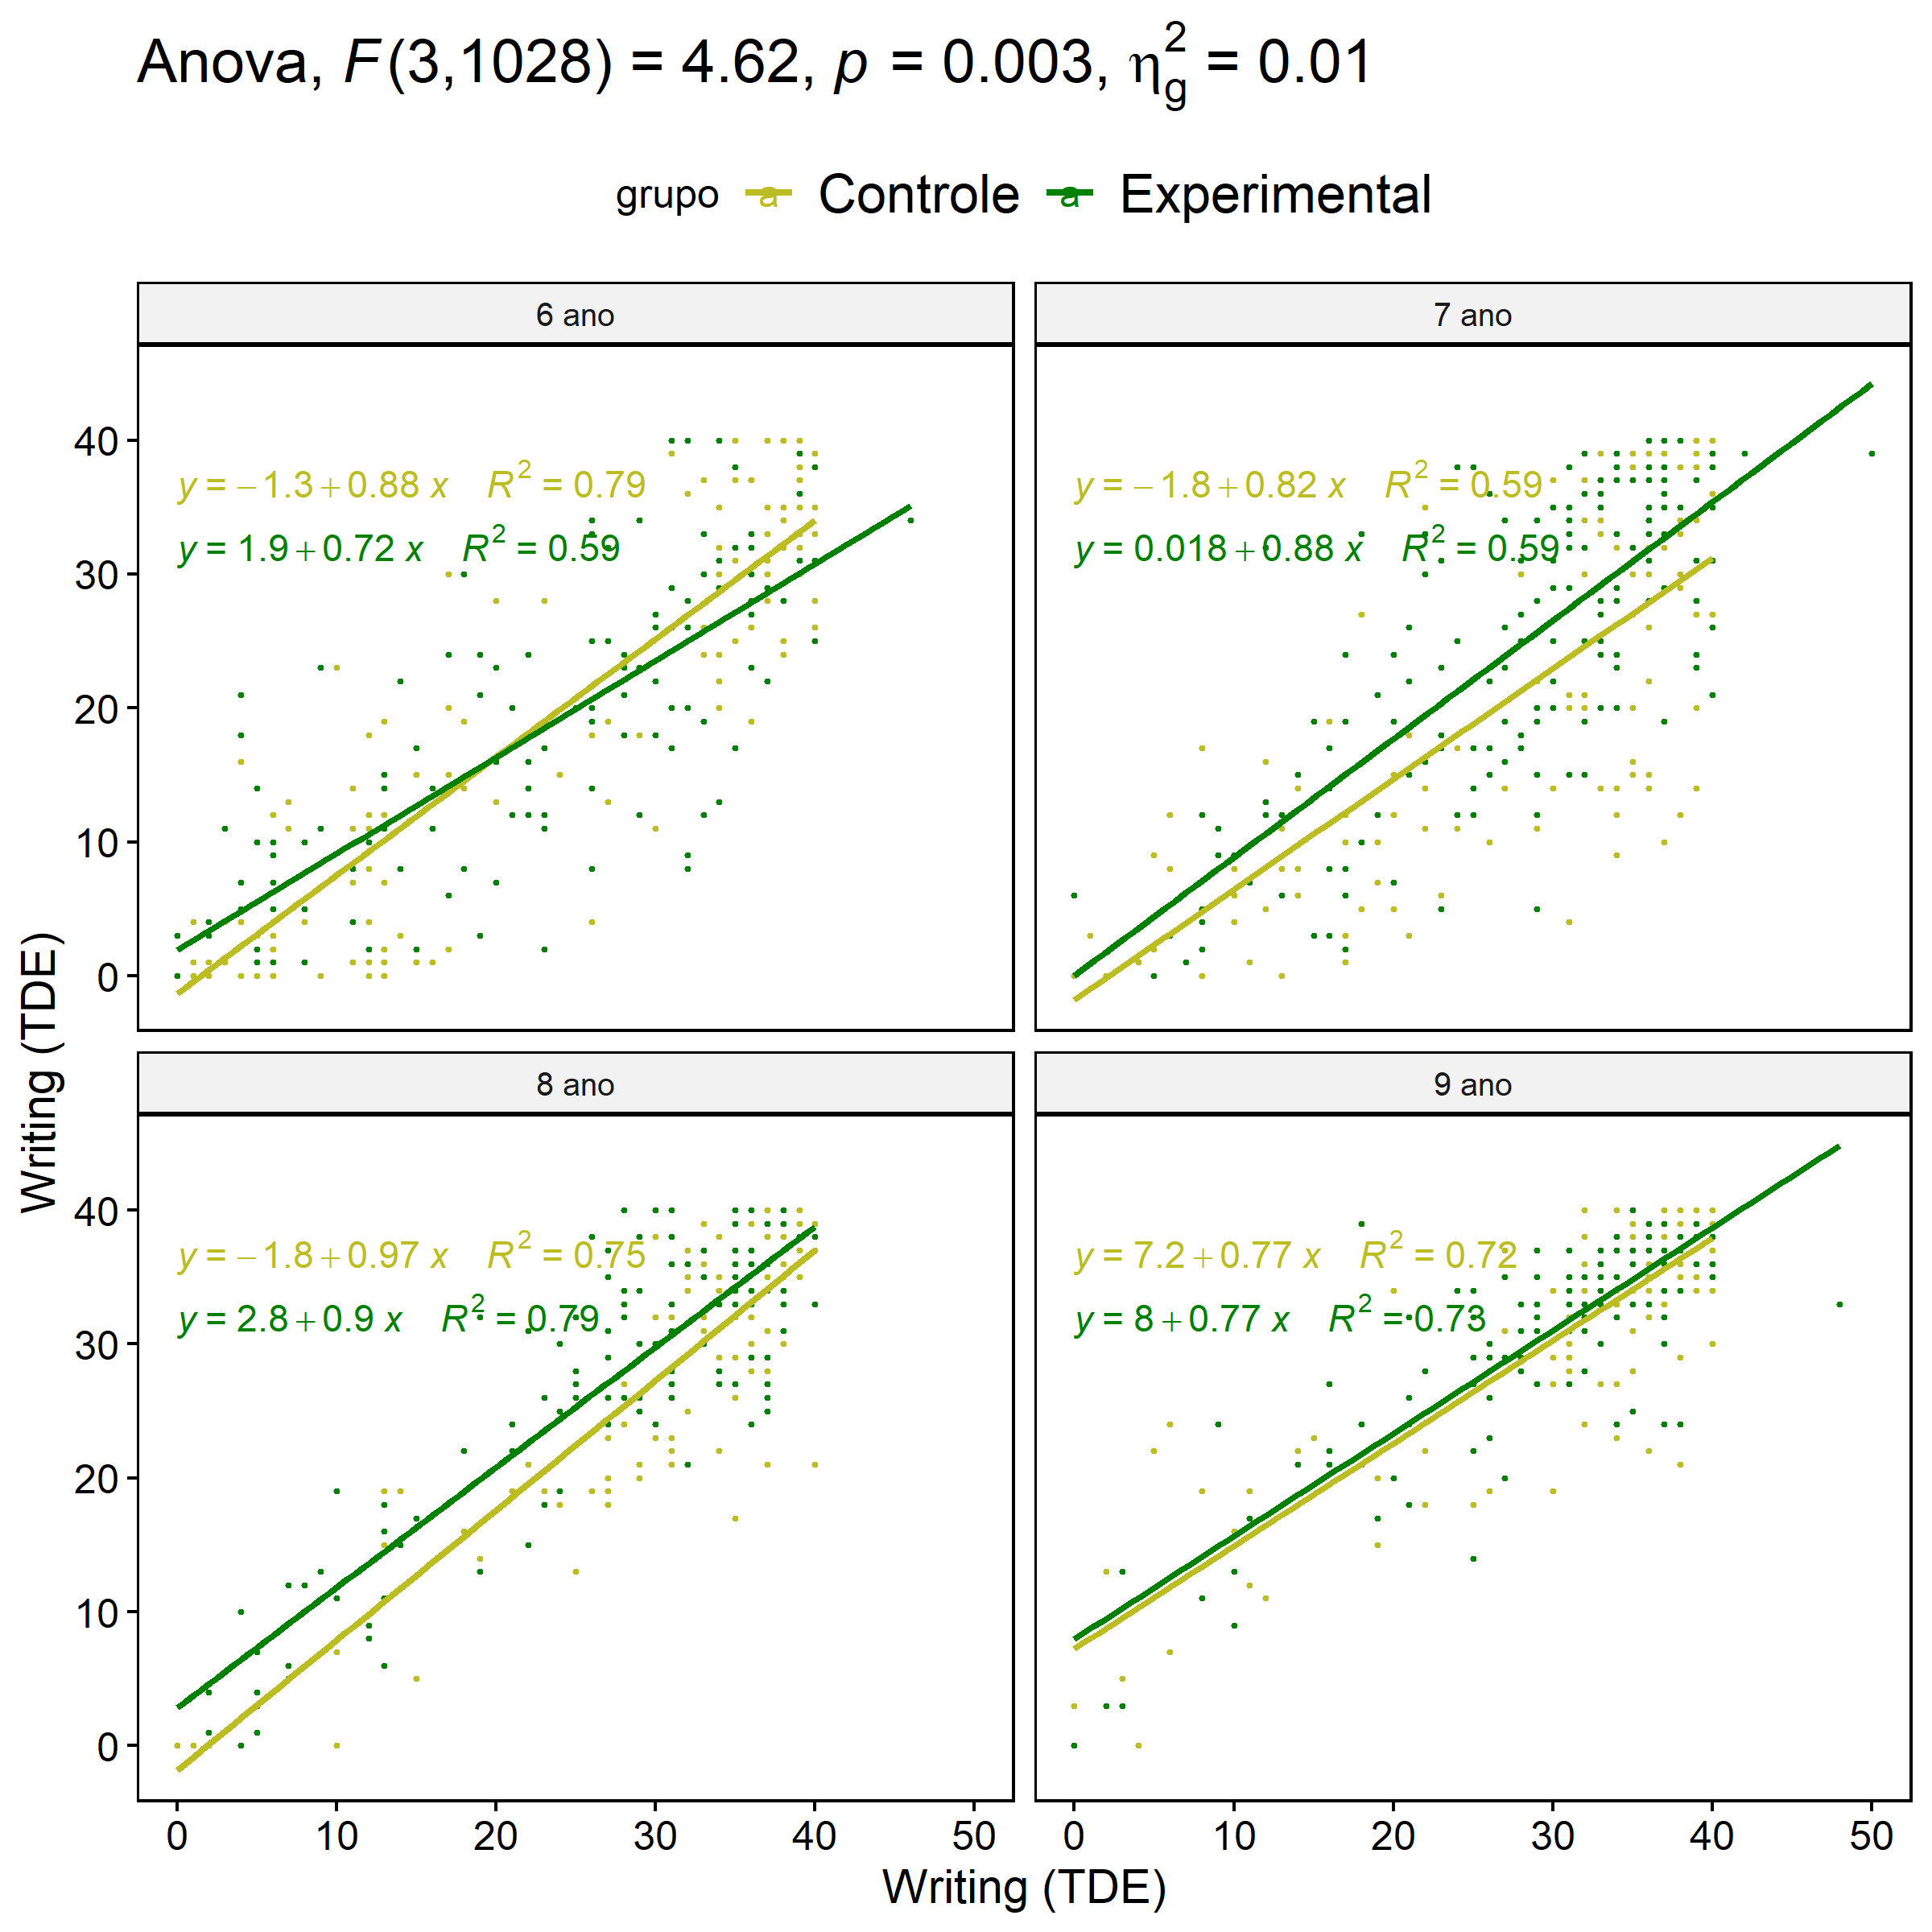 Anova, F(3,1028) = 4.62, p = 0.003, η²g = 0.01
grupo a Controle a Experimental
6 ano
7 ano
y = −1.3+0.88 x R² = 0.79
y = 1.9+0.72 x R² = 0.59
y = −1.8+0.82 x R² = 0.59
y = 0.018+0.88 x R² = 0.59
40
30
20
10
0
8 ano
9 ano
y = −1.8+0.97 x R² = 0.75
y = 2.8+0.9 x R² = 0.79
y = 7.2+0.77 x R² = 0.72
y = 8+0.77 x R² = 0.73
40
30
20
10
0
0 10 20 30 40 50
0 10 20 30 40 50
Writing (TDE)
Writing (TDE)